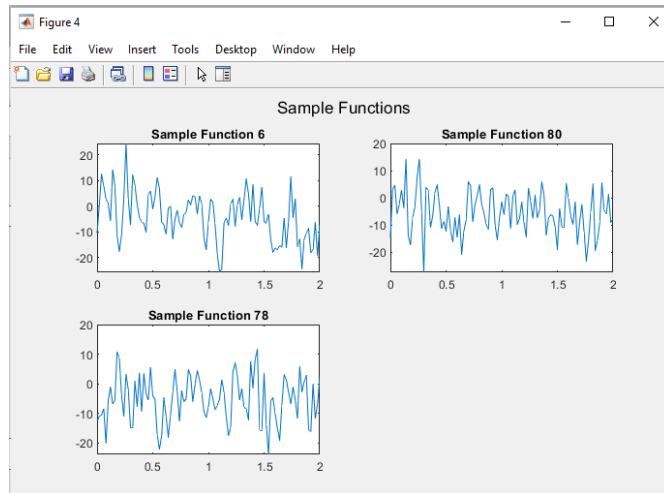 Figure 4
File Edit View Insert Tools Desktop Window Help
Sample Functions
Sample Function 6
20
10
0
-10
-20
0 0.5 1 1.5 2
Sample Function 80
20
10
0
-10
-20
0 0.5 1 1.5 2
Sample Function 78
20
10
0
-10
-20
0 0.5 1 1.5 2